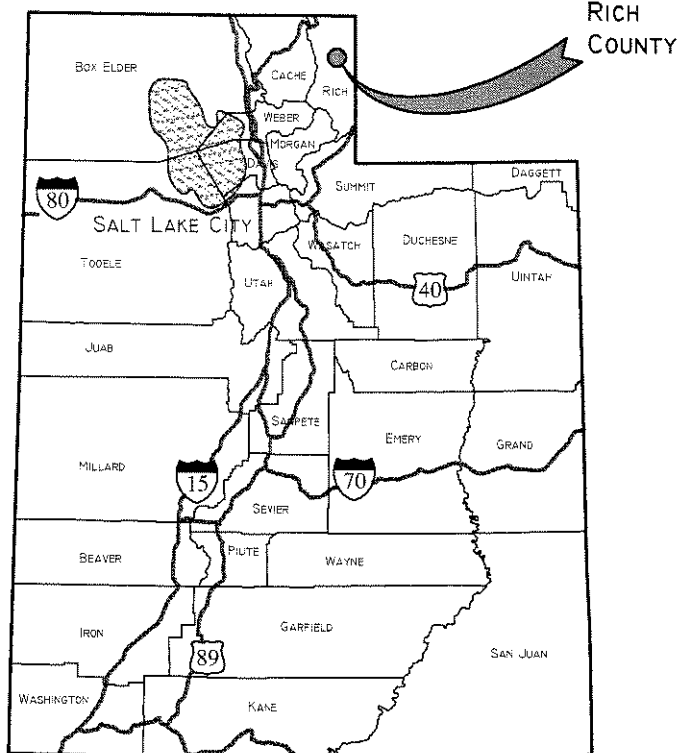 RICH
COUNTY
BOX ELDER
CACHE
RICH
WEBER
MORGAN
DAVIS
DAGGETT
SUMMIT
80
SALT LAKE CITY
WASATCH
DUCHESNE
UINTAH
TOOELE
UTAH
40
JUAB
CARBON
SANPETE
EMERY
GRAND
MILLARD
15
70
SEVIER
BEAVER
PIUTE
WAYNE
IRON
GARFIELD
SAN JUAN
89
WASHINGTON
KANE